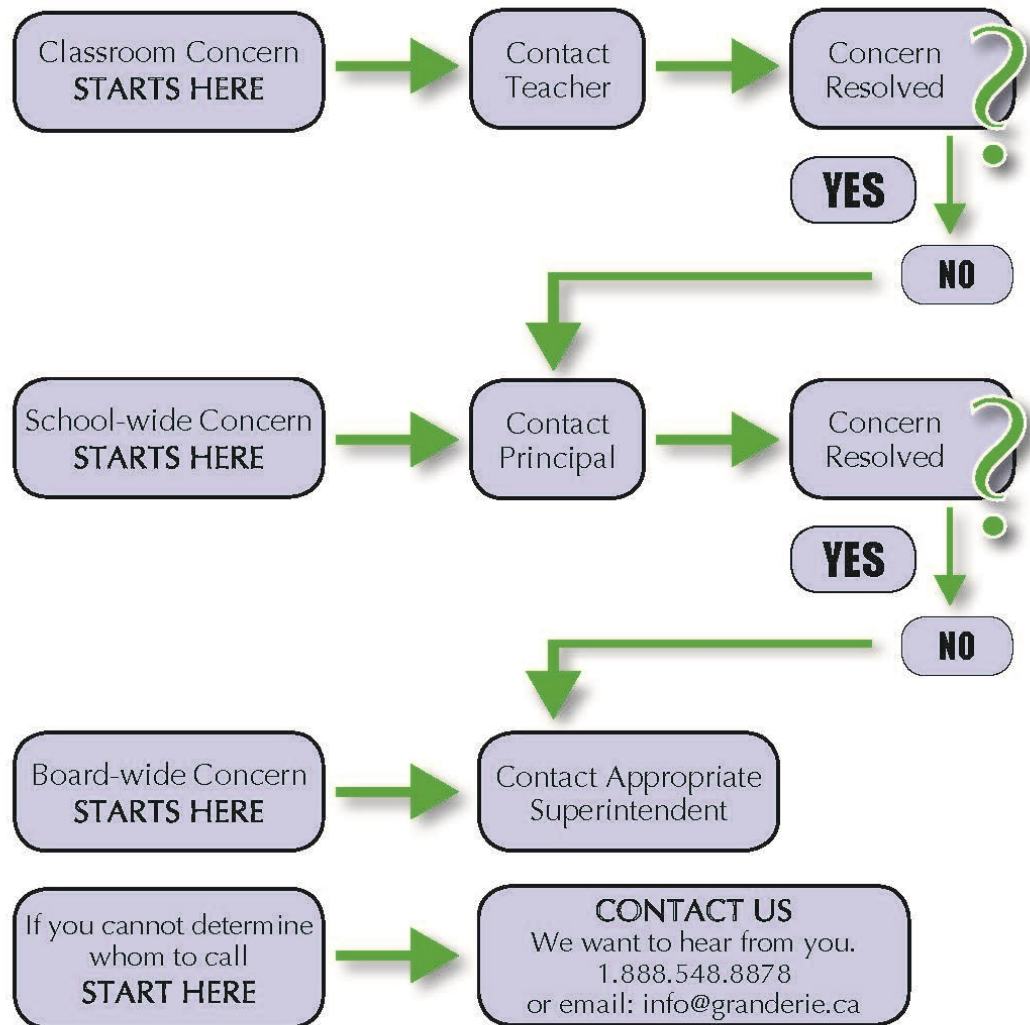 Classroom Concern
STARTS HERE
Contact
Teacher
Concern
Resolved
?
YES
NO
School-wide Concern
STARTS HERE
Contact
Principal
Concern
Resolved
?
YES
NO
Board-wide Concern
STARTS HERE
Contact Appropriate
Superintendent
If you cannot determine
whom to call
START HERE
CONTACT US
We want to hear from you.
1.888.548.8878
or email: info@granderie.ca